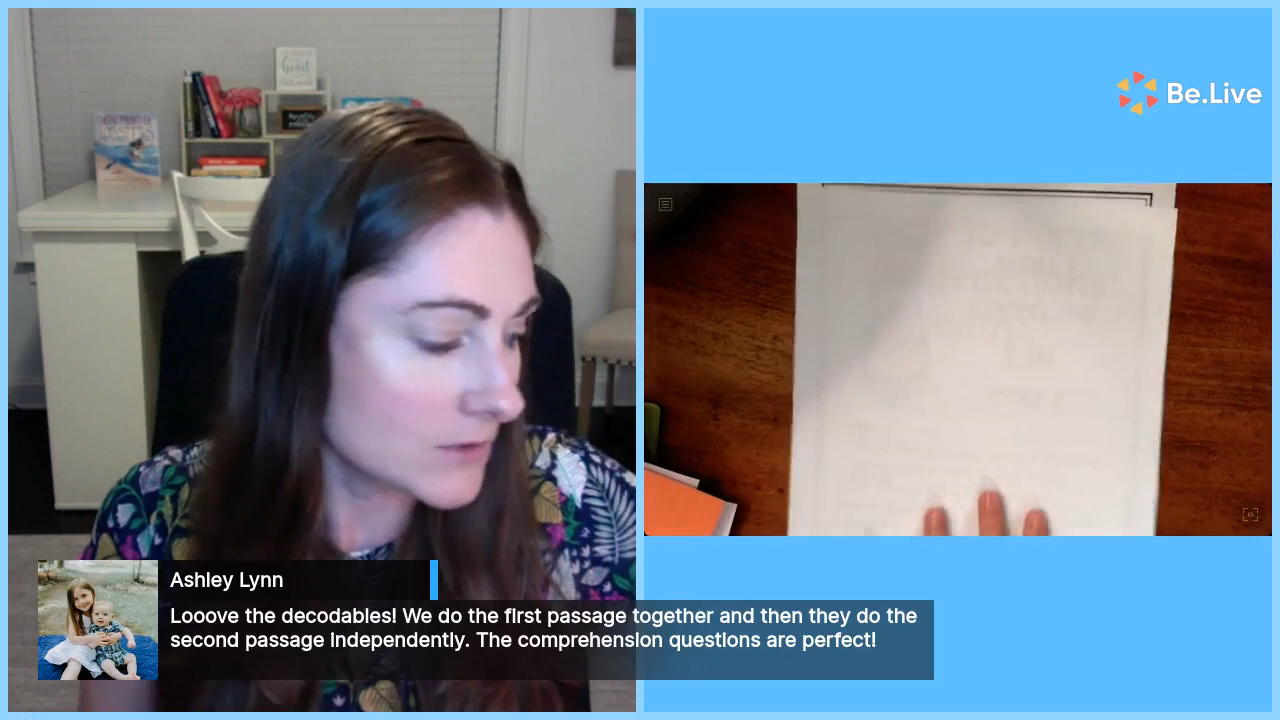 Be.Live
Ashley Lynn
Looove the decodables! We do the first passage together and then they do the
second passage independently. The comprehension questions are perfect!